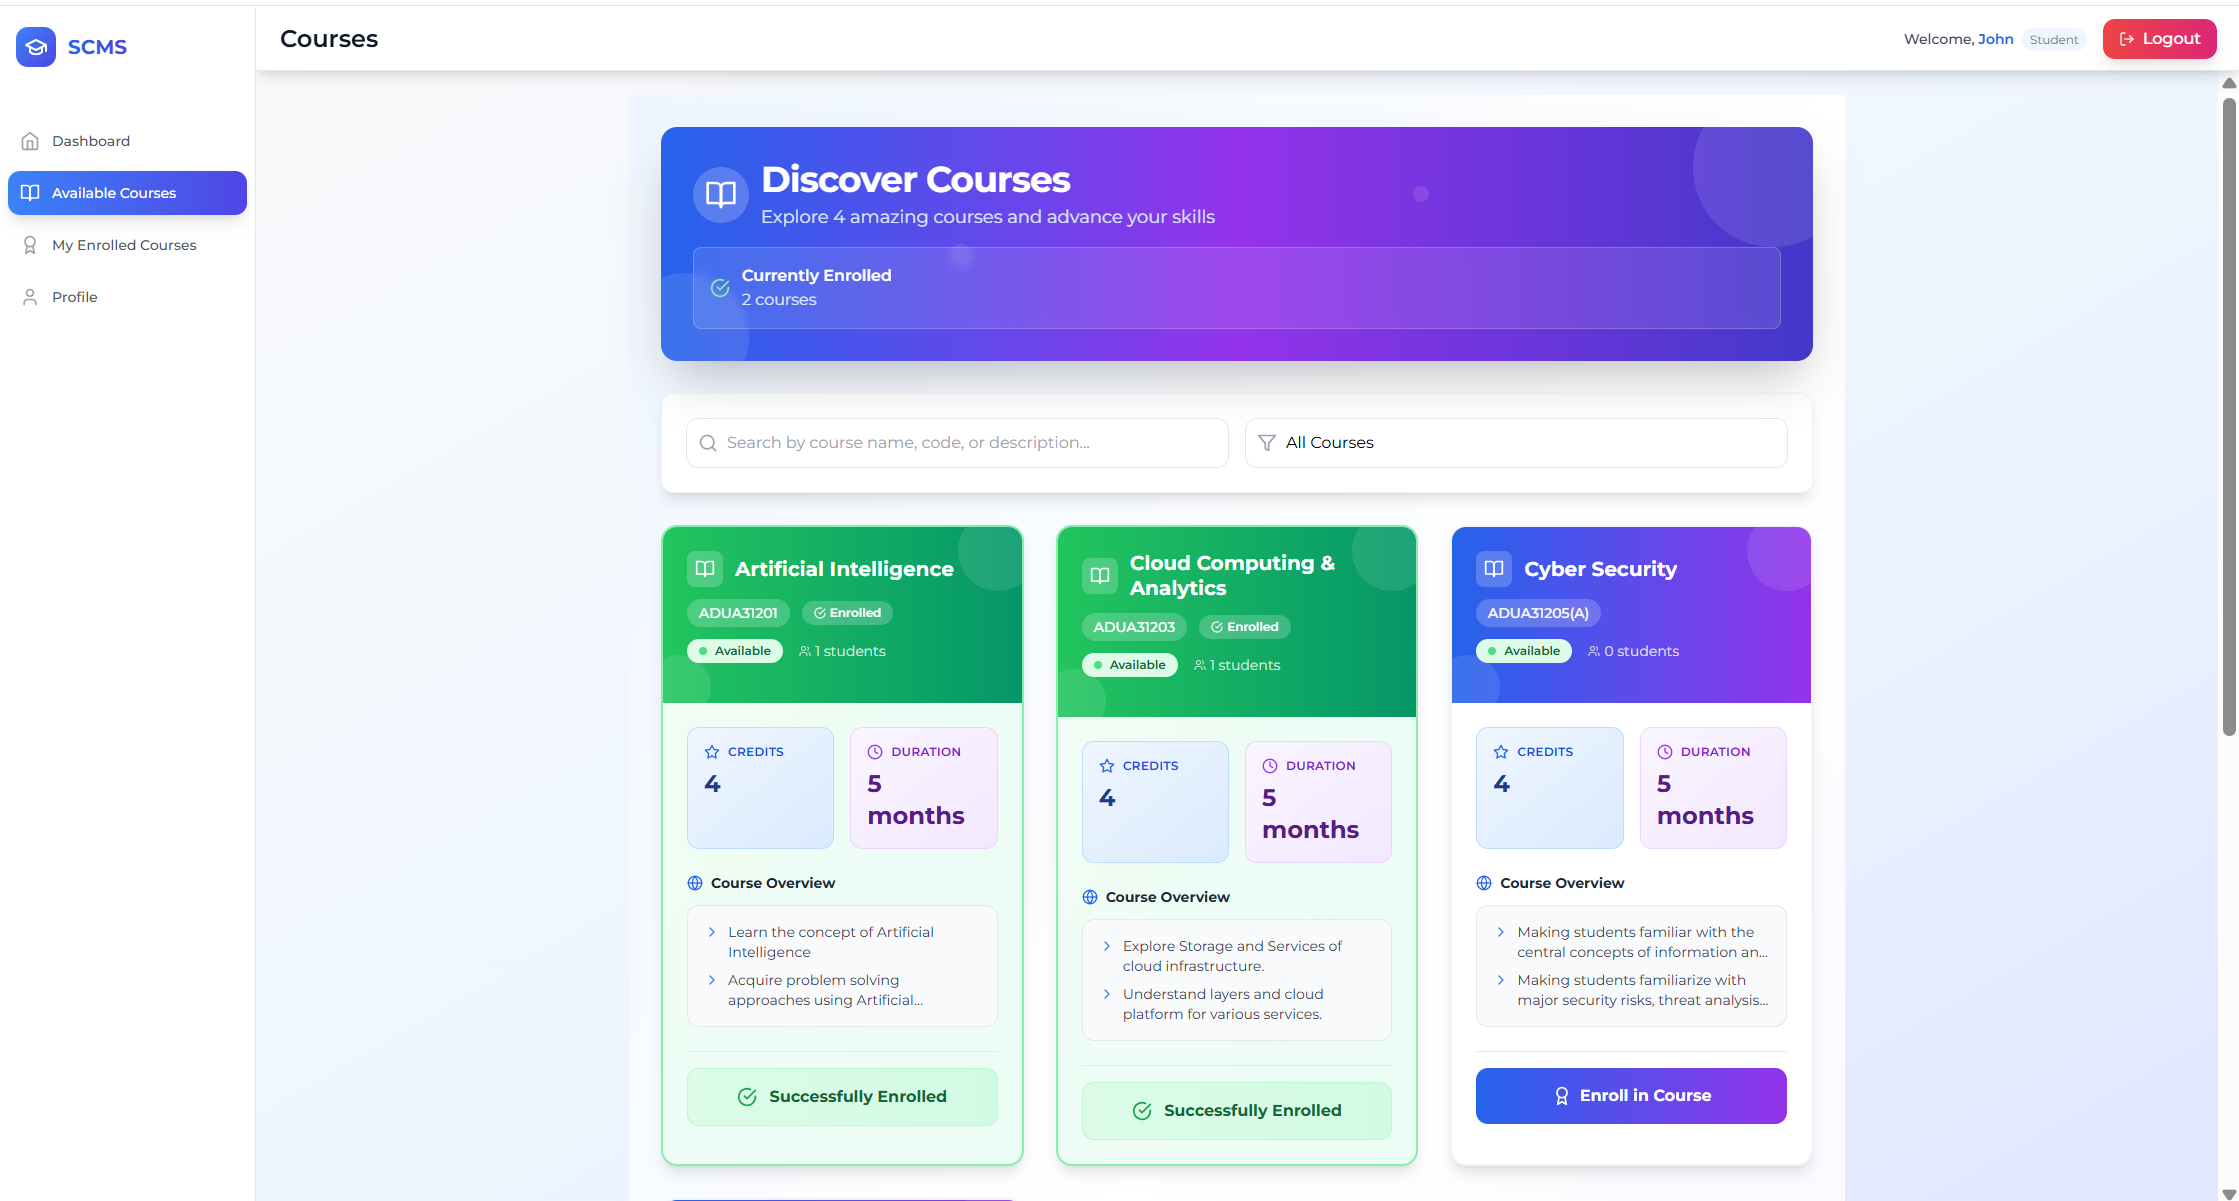 SCMS
Courses
Welcome, John
Student
Logout
Dashboard
Available Courses
My Enrolled Courses
Profile
Discover Courses
Explore 4 amazing courses and advance your skills
Currently Enrolled
2 courses
Search by course name, code, or description...
All Courses
Artificial Intelligence
ADUA31201
Enrolled
Available
1 students
CREDITS
4
DURATION
5
months
Course Overview
Learn the concept of Artificial
Intelligence
Acquire problem solving
approaches using Artificial...
Successfully Enrolled
Cloud Computing &
Analytics
ADUA31203
Enrolled
Available
1 students
CREDITS
4
DURATION
5
months
Course Overview
Explore Storage and Services of
cloud infrastructure.
Understand layers and cloud
platform for various services.
Successfully Enrolled
Cyber Security
ADUA31205(A)
Available
0 students
CREDITS
4
DURATION
5
months
Course Overview
Making students familiar with the
central concepts of information an...
Making students familiarize with
major security risks, threat analysis...
Enroll in Course